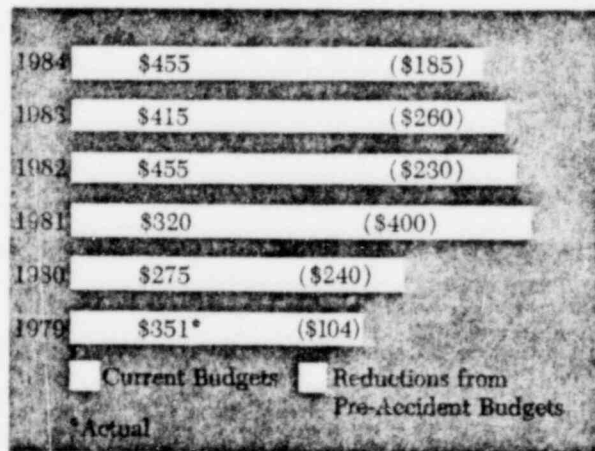 1984 $455 ($185)
1983 $415 ($260)
1982 $455 ($230)
1981 $320 ($400)
1980 $275 ($240)
1979 $351* ($104)
Current Budgets Reductions from
Pre-Accident Budgets
*Actual